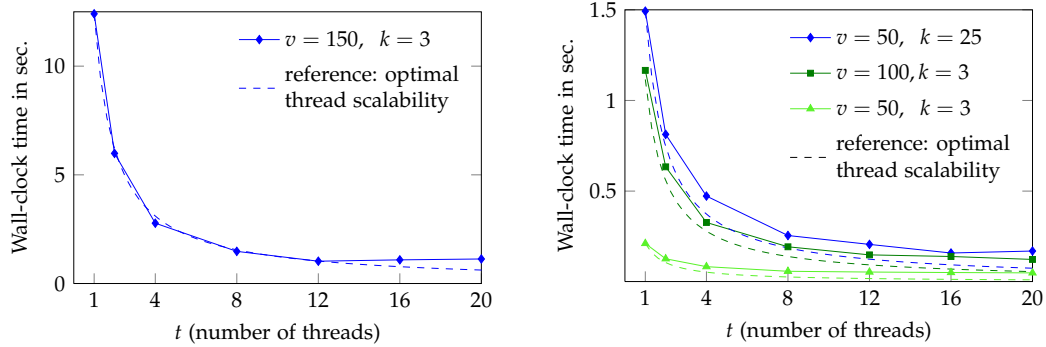 10
5
0
1
4
8
12
16
20
Wall-clock time in sec.
t (number of threads)
v = 150, k = 3
reference: optimal
thread scalability
1.5
1
0.5
1
4
8
12
16
20
Wall-clock time in sec.
t (number of threads)
v = 50, k = 25
v = 100, k = 3
v = 50, k = 3
reference: optimal
thread scalability